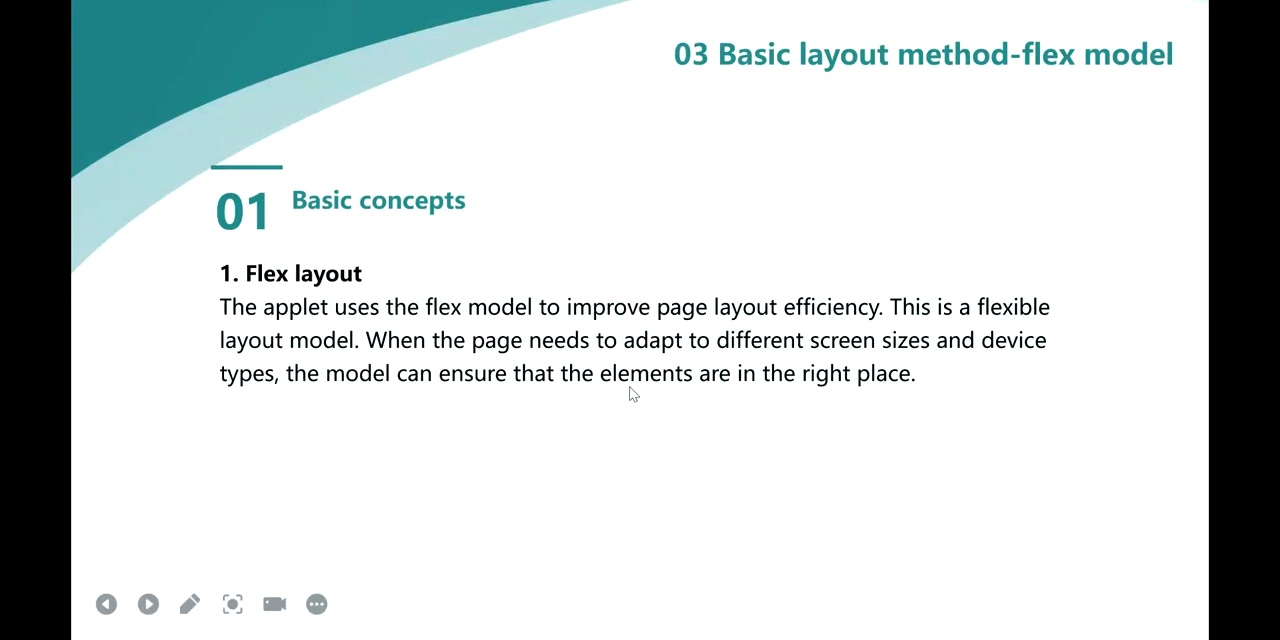 03 Basic layout method-flex model
01 Basic concepts
1. Flex layout
The applet uses the flex model to improve page layout efficiency. This is a flexible
layout model. When the page needs to adapt to different screen sizes and device
types, the model can ensure that the elements are in the right place.